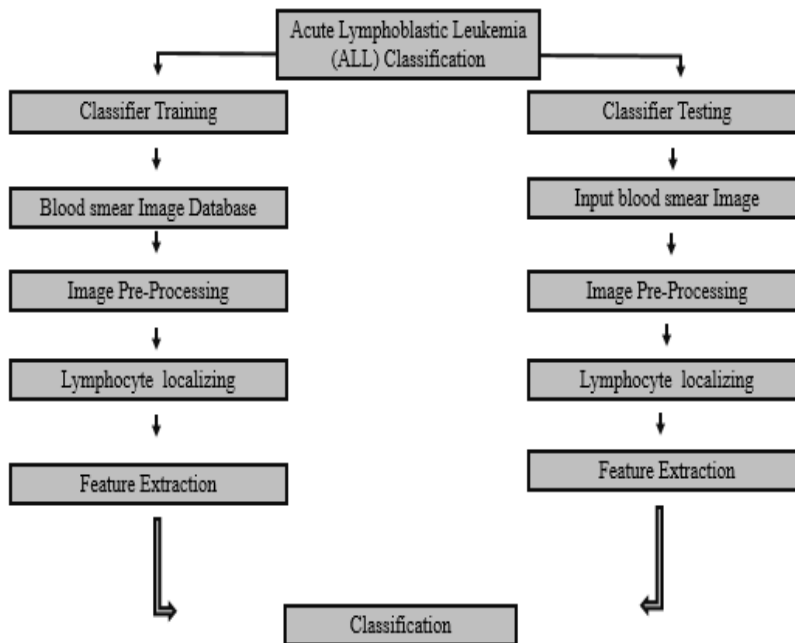 Acute Lymphoblastic Leukemia
(ALL) Classification
Classifier Training
Blood smear Image Database
Image Pre-Processing
Lymphocyte localizing
Feature Extraction
Classifier Testing
Input blood smear Image
Image Pre-Processing
Lymphocyte localizing
Feature Extraction
Classification